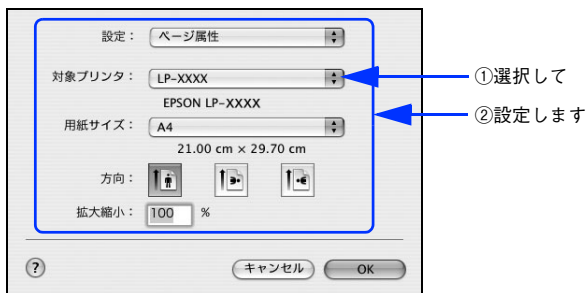 設定： ページ属性
対象プリンタ： LP-XXXX ①選択して
EPSON LP-XXXX
用紙サイズ： A4 ②設定します
21.00 cm × 29.70 cm
方向：
拡大縮小： 100 %
? キャンセル OK